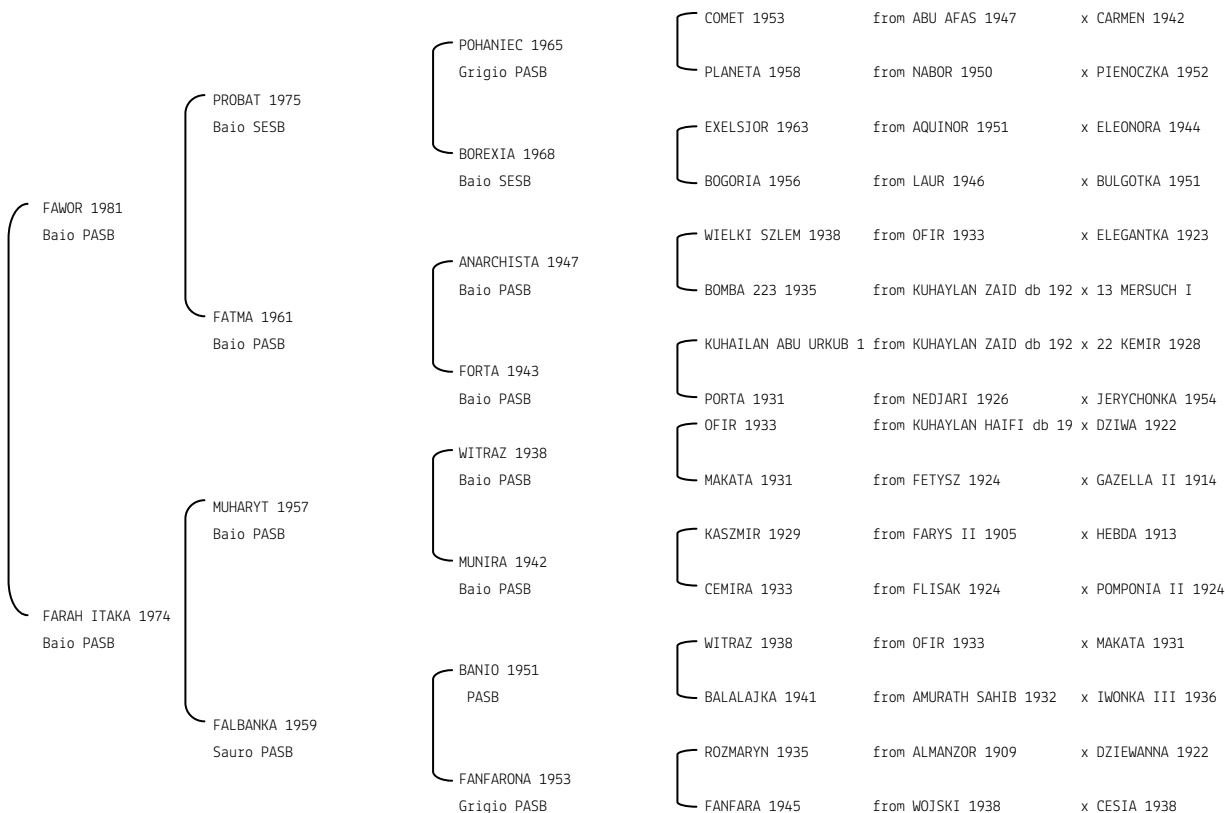 COMET 1953 from ABU AFAS 1947 x CARMEN 1942
POHANIEC 1965
Grigio PASB
PLANETA 1958 from NABOR 1950 x PIENOCZKA 1952
PROBAT 1975
Baio SESB
EXELSJOR 1963 from AQUINOR 1951 x ELEONORA 1944
BOREXIA 1968
Baio SESB
BOGORIA 1956 from LAUR 1946 x BULGOTKA 1951
FAWOR 1981
Baio PASB
WIELKI SZLEM 1938 from OFIR 1933 x ELEGANTKA 1923
ANARCHISTA 1947
Baio PASB
BOMBA 223 1935 from KUHAYLAN ZAID db 192 x 13 MERSUCH I
FATMA 1961
Baio PASB
KUHAILAN ABU URKUB 1 from KUHAYLAN ZAID db 192 x 22 KEMIR 1928
FORTA 1943
Baio PASB
PORTA 1931 from NEDJARI 1926 x JERYCHONKA 1954
OFIR 1933 from KUHAYLAN HAIFI db 19 x DZIWA 1922
WITRAZ 1938
Baio PASB
MAKATA 1931 from FETYSZ 1924 x GAZELLA II 1914
MUHARYT 1957
Baio PASB
KASZMIR 1929 from FARYS II 1905 x HEBDA 1913
MUNIRA 1942
Baio PASB
CEMIRA 1933 from FLISAK 1924 x POMPONIA II 1924
FARAH ITAKA 1974
Baio PASB
WITRAZ 1938 from OFIR 1933 x MAKATA 1931
BANIO 1951
PASB
BALALAJKA 1941 from AMURATH SAHIB 1932 x IWONKA III 1936
FALBANKA 1959
Sauro PASB
ROZMARYN 1935 from ALMANZOR 1909 x DZIEWANNA 1922
FANFARONA 1953
Grigio PASB
FANFARA 1945 from WOJSKI 1938 x CESIA 1938